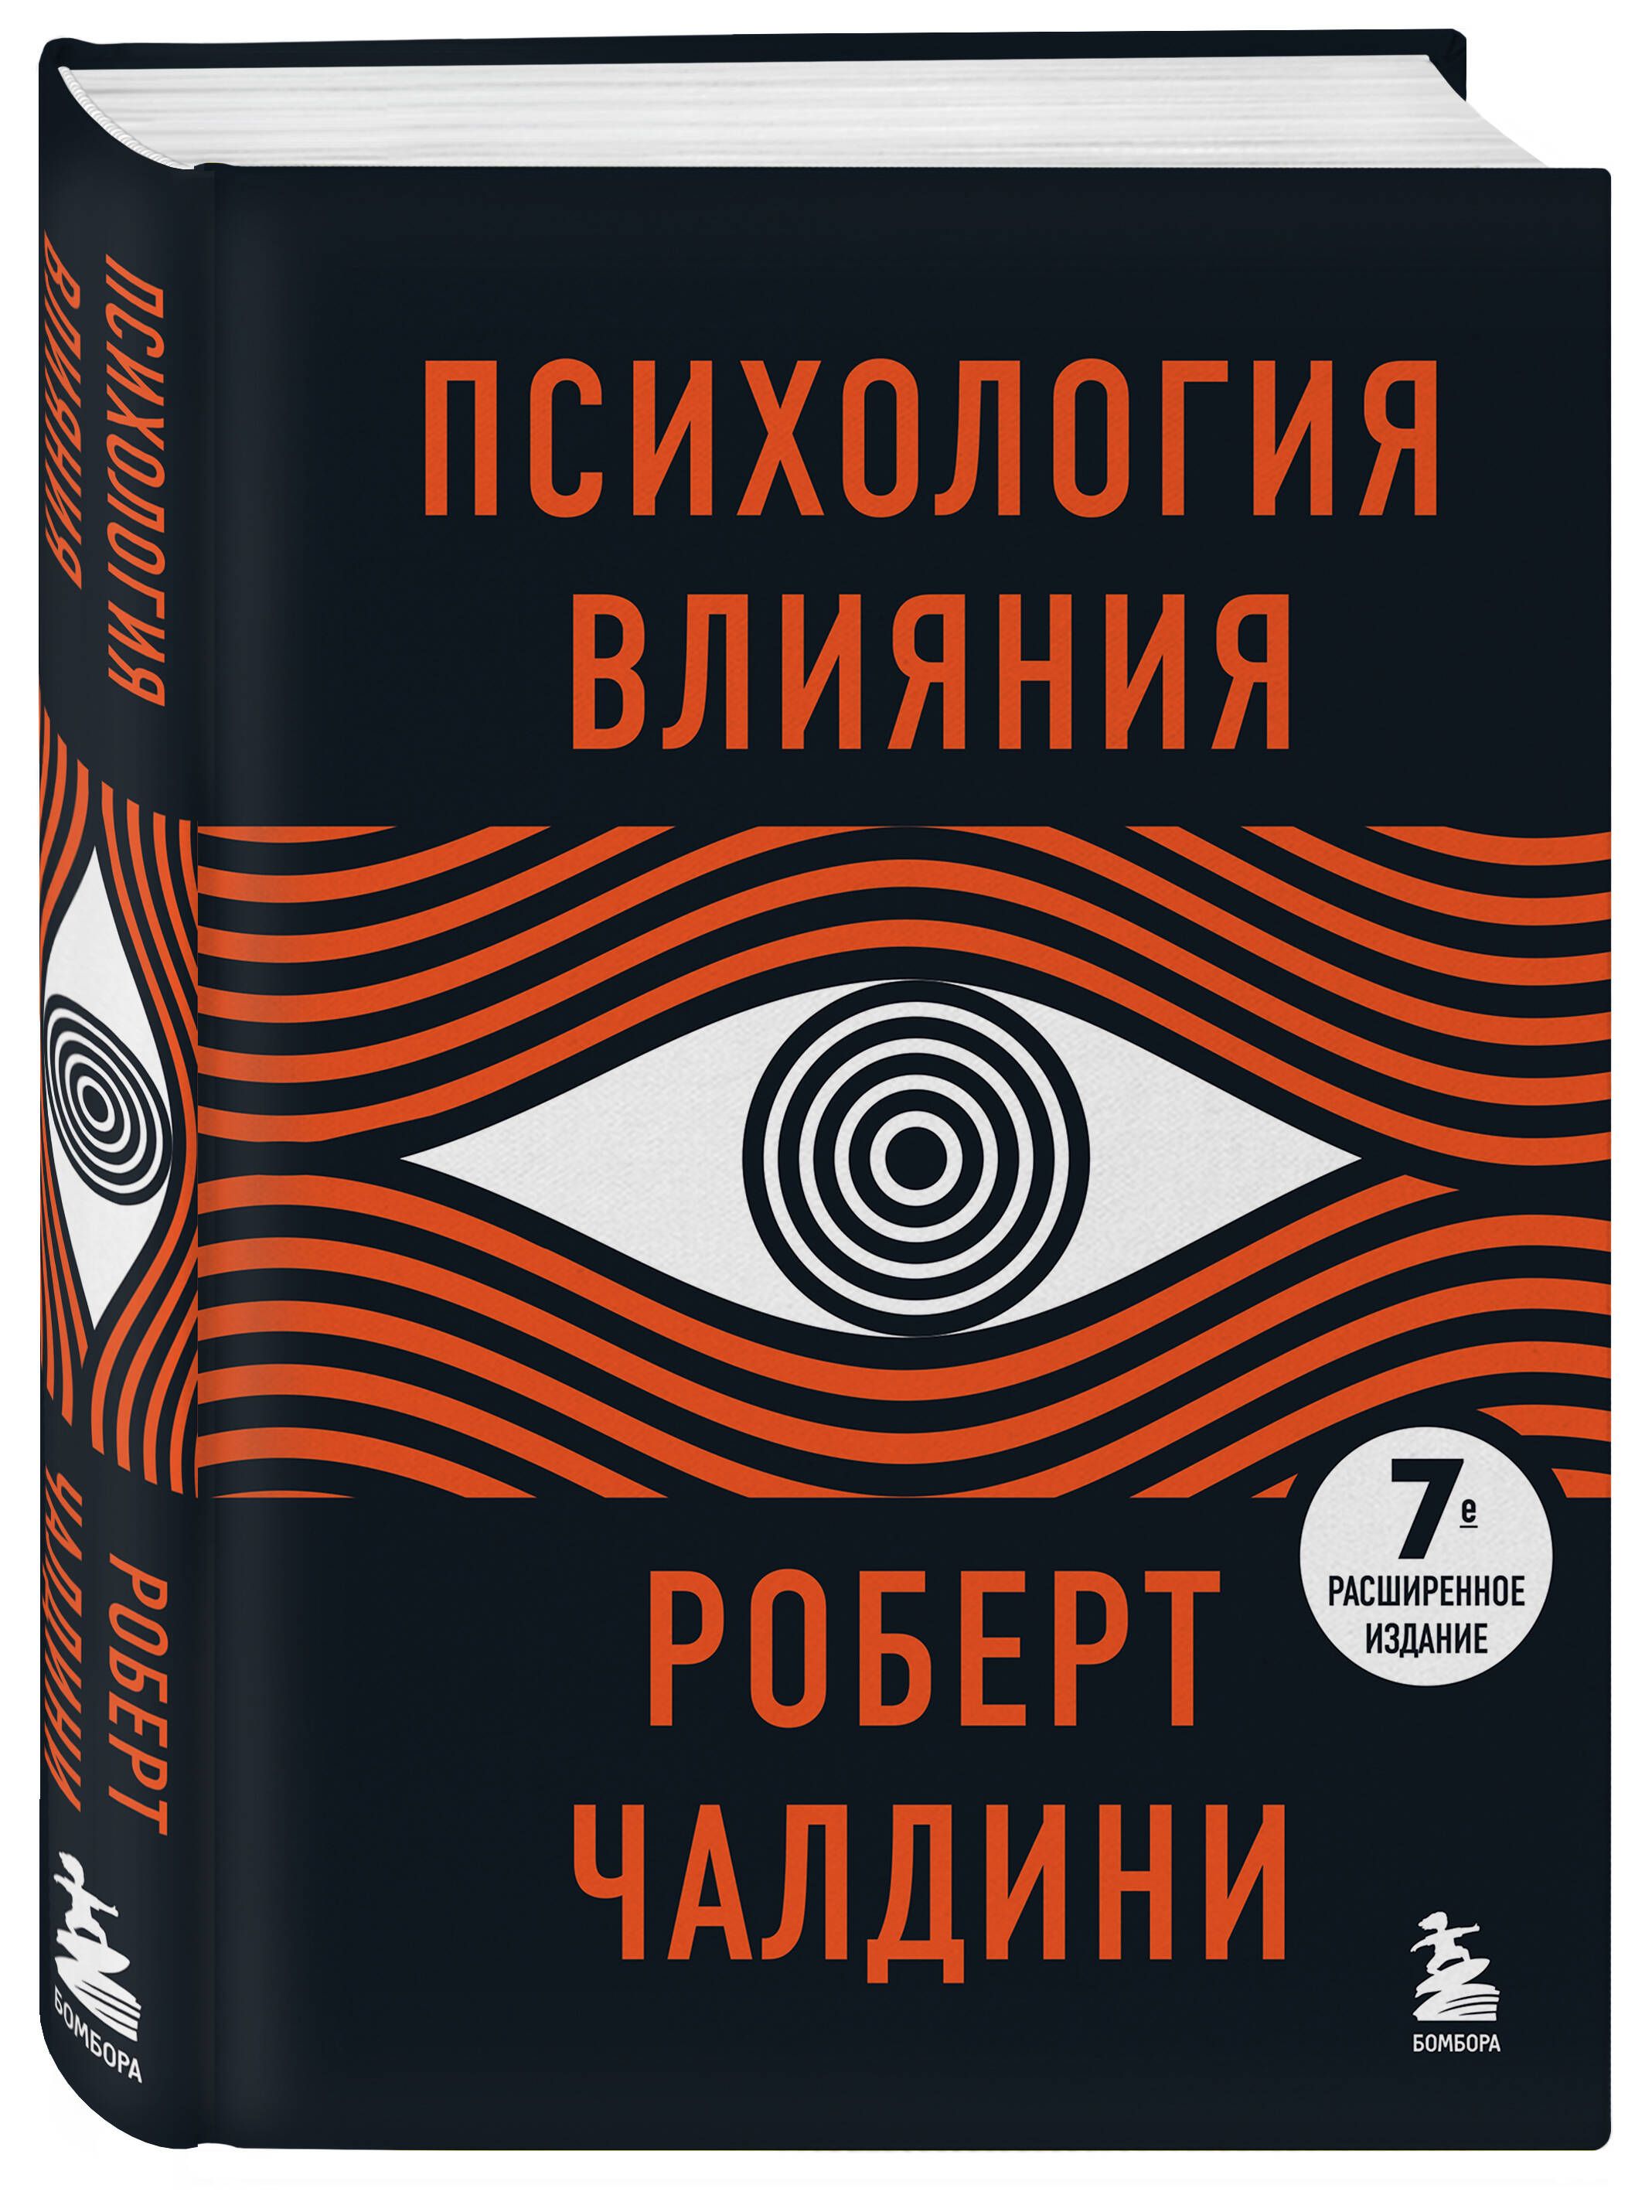 ПСИХОЛОГИЯ
ВЛИЯНИЯ
ПСИХОЛОГИЯ
ВЛИЯНИЯ
7е
РАСШИРЕННОЕ
ИЗДАНИЕ
РОБЕРТ
ЧАЛДИНИ
РОБЕРТ
ЧАЛДИНИ
БОМБОРА
БОМБОРА